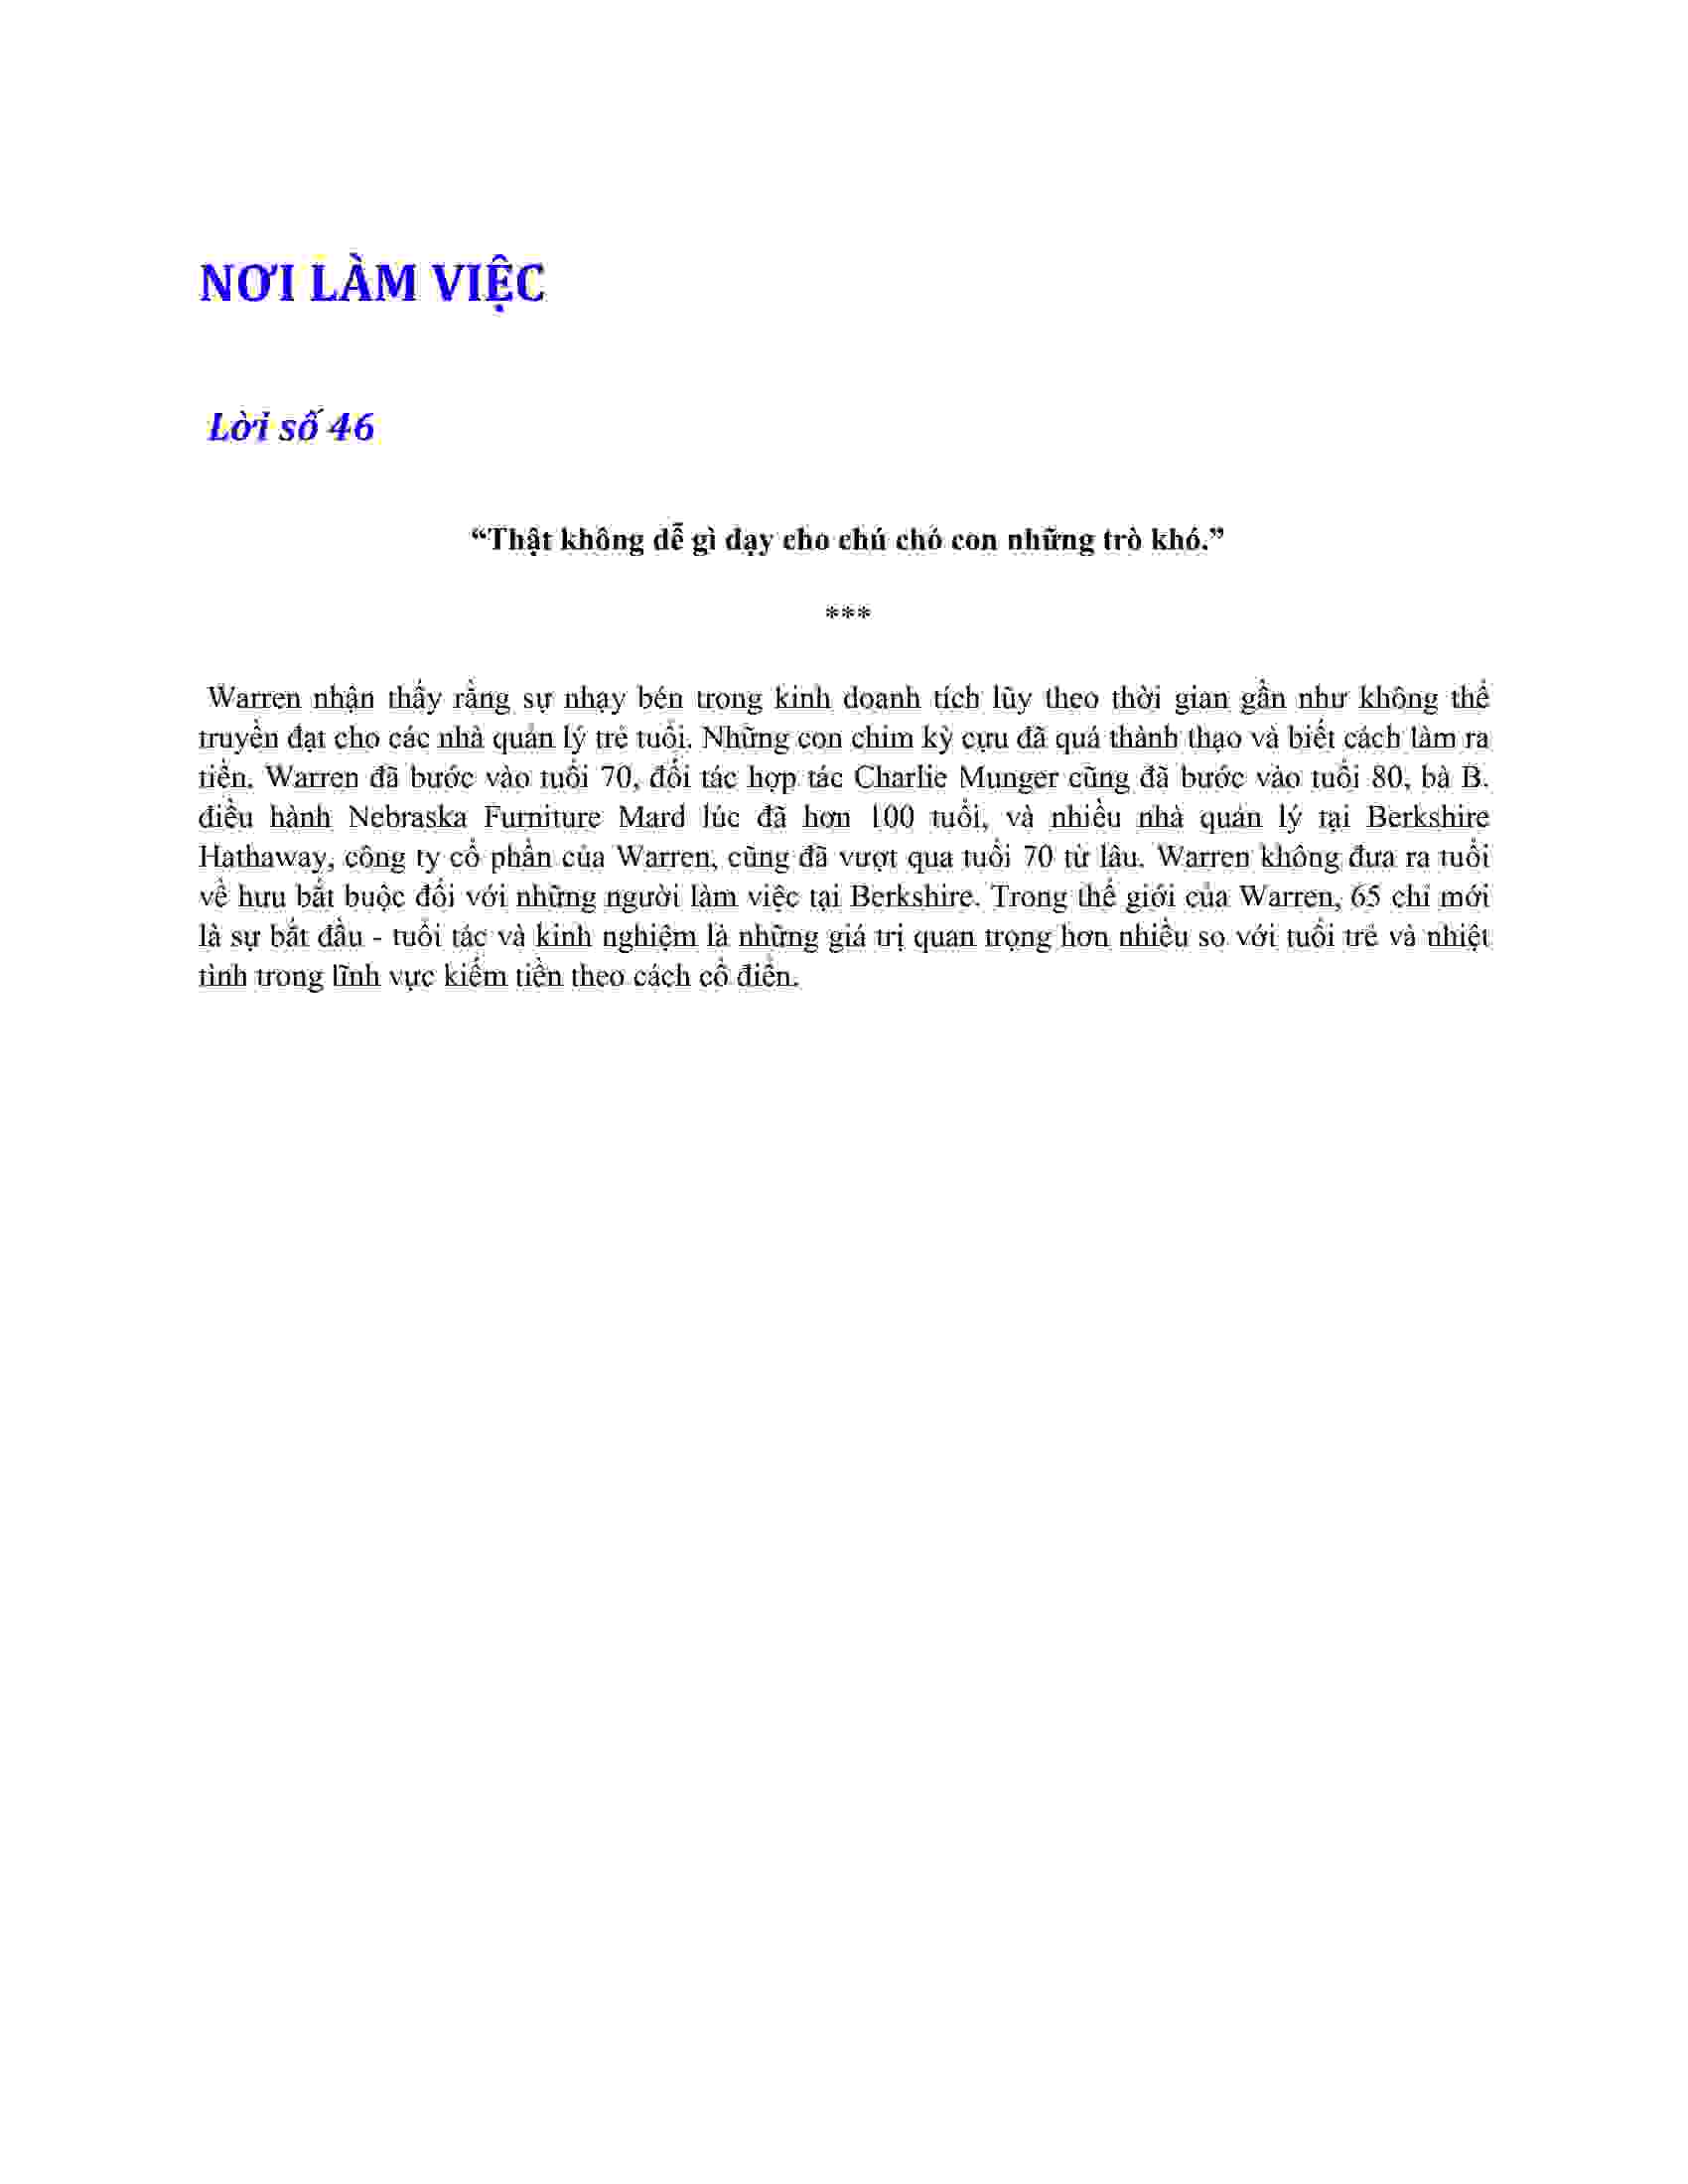 NƠI LÀM VIỆC
Lời số 46
“Thật không dễ gì dạy cho chú chó con những trò khó.”
***
Warren nhận thấy rằng sự nhạy bén trong kinh doanh tích lũy theo thời gian gần như không thể
truyền đạt cho các nhà quản lý trẻ tuổi. Những con chim kỳ cựu đã quá thành thạo và biết cách làm ra
tiền. Warren đã bước vào tuổi 70, đối tác hợp tác Charlie Munger cũng đã bước vào tuổi 80, bà B.
điều hành Nebraska Furniture Mard lúc đã hơn 100 tuổi, và nhiều nhà quản lý tại Berkshire
Hathaway, công ty cổ phần của Warren, cũng đã vượt qua tuổi 70 từ lâu. Warren không đưa ra tuổi
về hưu bắt buộc đối với những người làm việc tại Berkshire. Trong thế giới của Warren, 65 chỉ mới
là sự bắt đầu - tuổi tác và kinh nghiệm là những giá trị quan trọng hơn nhiều so với tuổi trẻ và nhiệt
tình trong lĩnh vực kiếm tiền theo cách cổ điển.